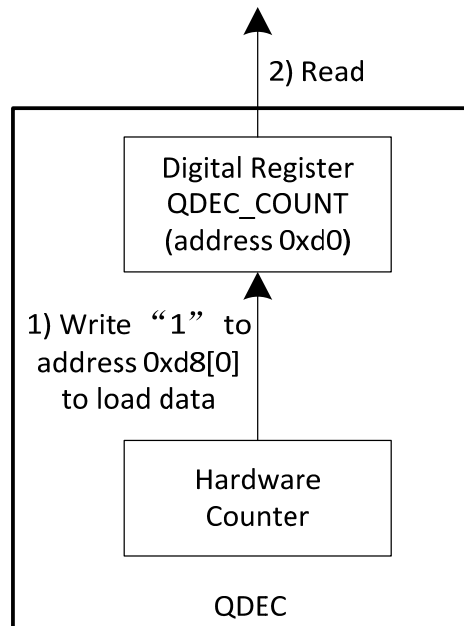 2) Read
Digital Register
QDEC_COUNT
(address 0xd0)
1) Write “1” to
address 0xd8[0]
to load data
Hardware
Counter
QDEC